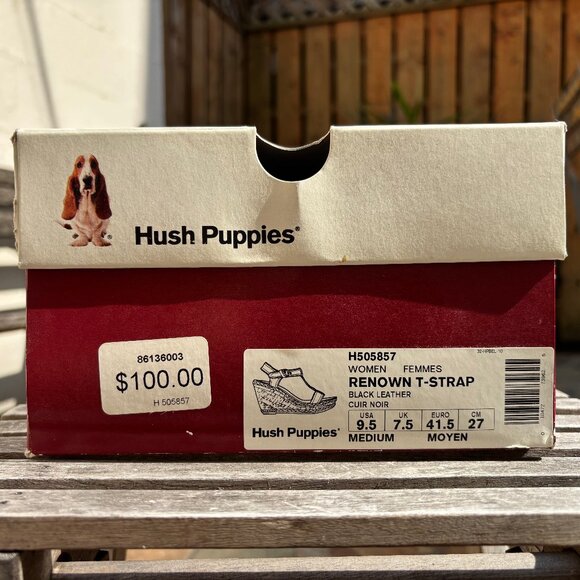 Hush Puppies®
86136003
$100.00
H 505857
H505857
WOMEN FEMMES
RENOWN T-STRAP
BLACK LEATHER
CUIR NOIR
USA UK EURO CM
9.5 7.5 41.5 27
MEDIUM MOYEN
Hush Puppies®